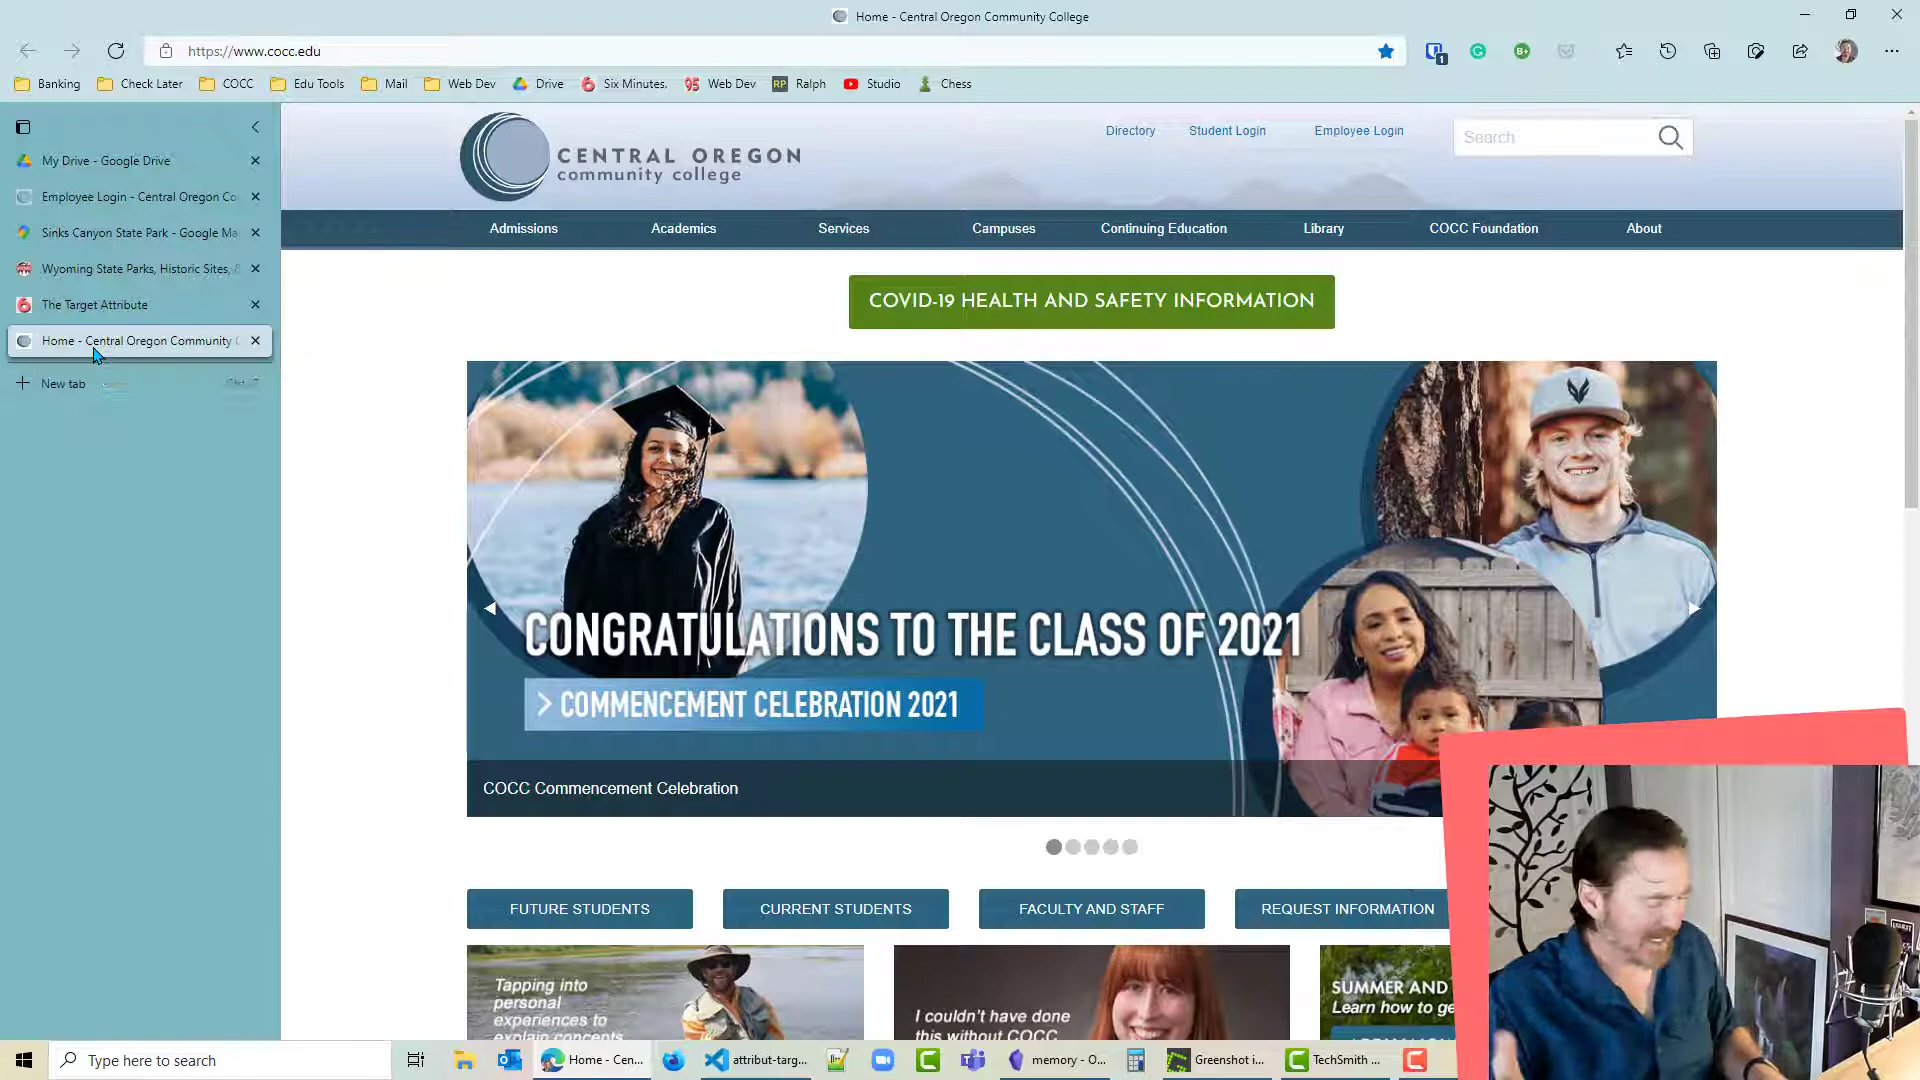 Home - Central Oregon Community College
https://www.cocc.edu
1
Banking
Check Later
COCC
Edu Tools
Mail
Web Dev
Drive
Six Minutes.
95 Web Dev
RP Ralph
Studio
Chess
My Drive - Google Drive
Employee Login - Central Oregon Co
Sinks Canyon State Park - Google Ma
Wyoming State Parks, Historic Sites, &
The Target Attribute
Home - Central Oregon Community C
New tab
CENTRAL OREGON
community college
Directory
Student Login
Employee Login
Search
Admissions
Academics
Services
Campuses
Continuing Education
Library
COCC Foundation
About
COVID-19 HEALTH AND SAFETY INFORMATION
CONGRATULATIONS TO THE CLASS OF 2021
> COMMENCEMENT CELEBRATION 2021
COCC Commencement Celebration
FUTURE STUDENTS
CURRENT STUDENTS
FACULTY AND STAFF
REQUEST INFORMATION
Tapping into
personal
experiences to
explain concepts
I couldn't have done
this without COCC
SUMMER AND
Learn how to ge
Type here to search
Home - Cen...
attribut-targ...
memory - O...
Greenshot i...
TechSmith ...